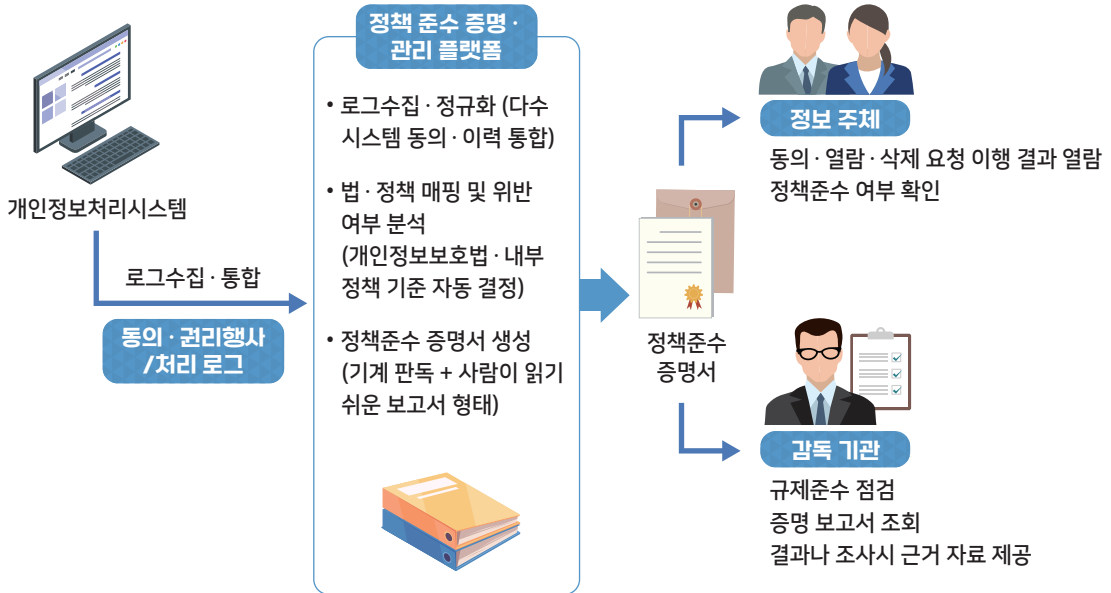 개인정보처리시스템
로그수집 · 통합
동의 · 권리행사
/처리 로그
정책 준수 증명 ·
관리 플랫폼
• 로그수집 · 정규화 (다수
시스템 동의 · 이력 통합)
• 법 · 정책 매핑 및 위반
여부 분석
(개인정보보호법 · 내부
정책 기준 자동 결정)
• 정책준수 증명서 생성
(기계 판독 + 사람이 읽기
쉬운 보고서 형태)
정책준수
증명서
정보 주체
동의 · 열람 · 삭제 요청 이행 결과 열람
정책준수 여부 확인
감독 기관
규제준수 점검
증명 보고서 조회
결과나 조사시 근거 자료 제공